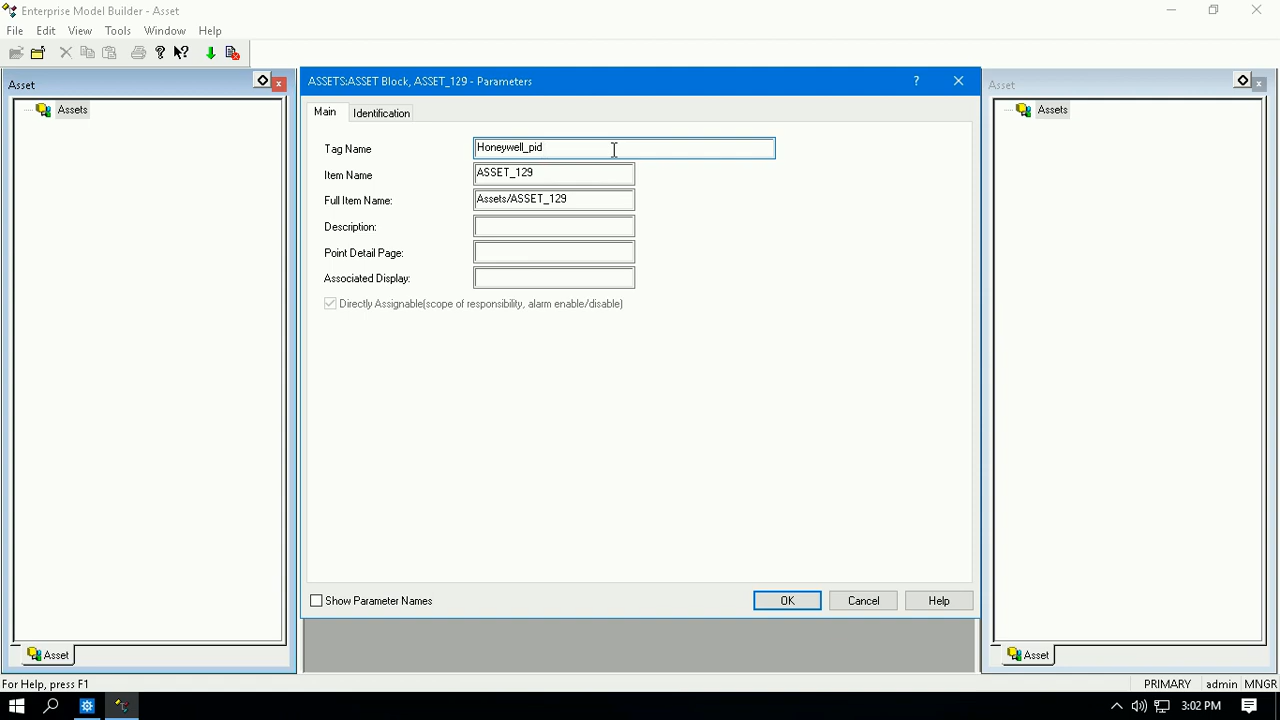 Enterprise Model Builder - Asset
File Edit View Tools Window Help
Asset
Assets
Asset
ASSETS:ASSET Block, ASSET_129 - Parameters
Main Identification
Tag Name Honeywell_pid
Item Name ASSET_129
Full Item Name: Assets/ASSET_129
Description:
Point Detail Page:
Associated Display:
Directly Assignable(scope of responsibility, alarm enable/disable)
Show Parameter Names OK Cancel Help
Asset
Assets
Asset
For Help, press F1 PRIMARY admin MNGR
3:02 PM